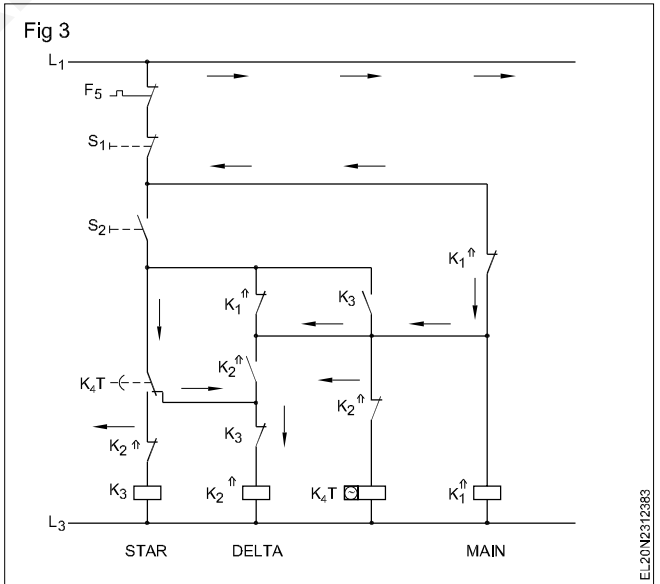 Fig 3
L1
F5
S1
S2
K1
K1
K3
K2
K4T
K2
K2
K3
K3
K2
K4T
K1
L3
STAR DELTA MAIN
EL20N2312383